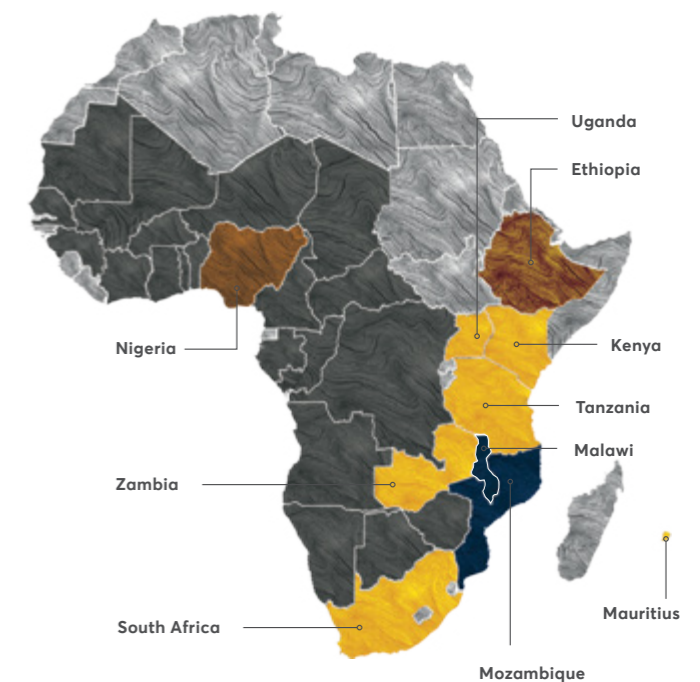 Uganda
Ethiopia
Nigeria
Kenya
Tanzania
Malawi
Zambia
Mauritius
South Africa
Mozambique